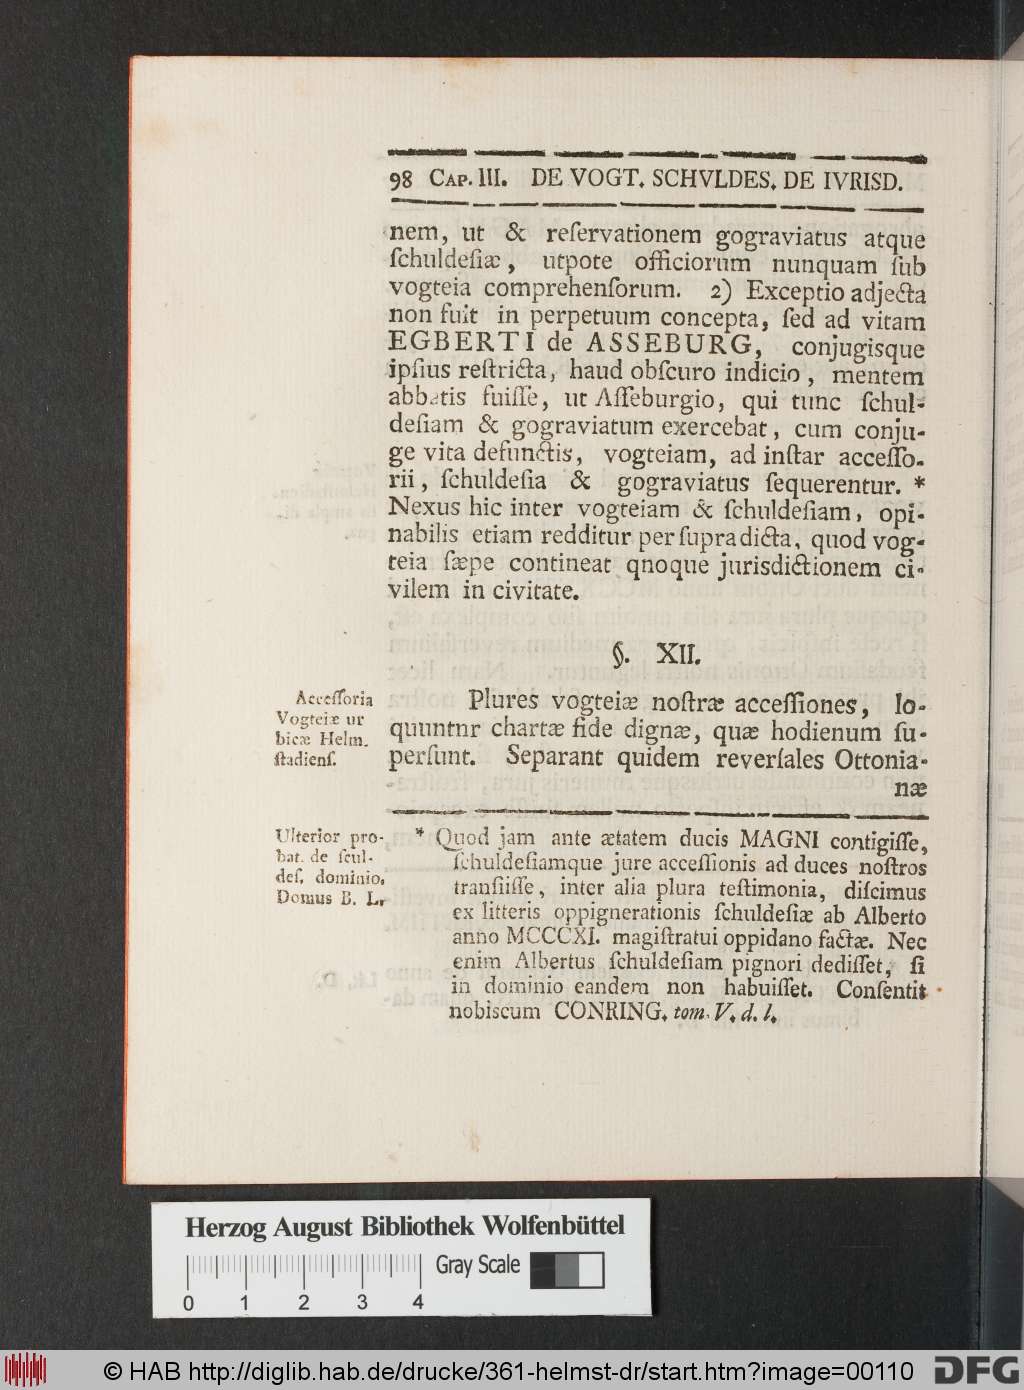 98 CAP. III. DE VOGT. SCHVLDES. DE IVRISD.
nem, ut & reſervationem gograviatus atque
ſchuldeſiæ, utpote officiorum nunquam ſub
vogteia comprehenſorum. 2) Exceptio adjecta
non fuit in perpetuum concepta, ſed ad vitam
EGBERTI de ASSEBURG, conjugisque
ipſius reſtricta, haud obſcuro indicio, mentem
abbatis fuiſſe, ut Aſſeburgio, qui tunc ſchul-
deſiam & gograviatum exercebat, cum conju-
ge vita defunctis, vogteiam, ad inſtar acceſſo-
rii, ſchuldeſia & gograviatus ſequerentur. *
Nexus hic inter vogteiam & ſchuldeſiam, opi-
nabilis etiam redditur per ſupra dicta, quod vog-
teia ſæpe contineat qnoque jurisdictionem ci-
vilem in civitate.
§. XII.
Acceſſoria
Vogteiæ ur
bicæ Helm.
ſtadienſ.
Plures vogteiæ noſtræ acceſſiones, lo-
quuntnr chartæ fide dignæ, quæ hodienum ſu-
perſunt. Separant quidem reverſales Ottonia-
næ
Ulterior pro-
bat. de ſcul-
deſ. dominio.
Domus B. L.
* Quod jam ante ætatem ducis MAGNI contigiſſe,
ſchuldeſiamque jure acceſſionis ad duces noſtros
tranſiiſſe, inter alia plura teſtimonia, diſcimus
ex litteris oppignerationis ſchuldeſiæ ab Alberto
anno MCCCXI. magiſtratui oppidano factæ. Nec
enim Albertus ſchuldeſiam pignori dediſſet, ſi
in dominio eandem non habuiſſet. Conſentit
nobiscum CONRING. tom. V. d. l.
Herzog August Bibliothek Wolfenbüttel
Gray Scale
0 1 2 3 4
© HAB http://diglib.hab.de/drucke/361-helmst-dr/start.htm?image=00110
DFG